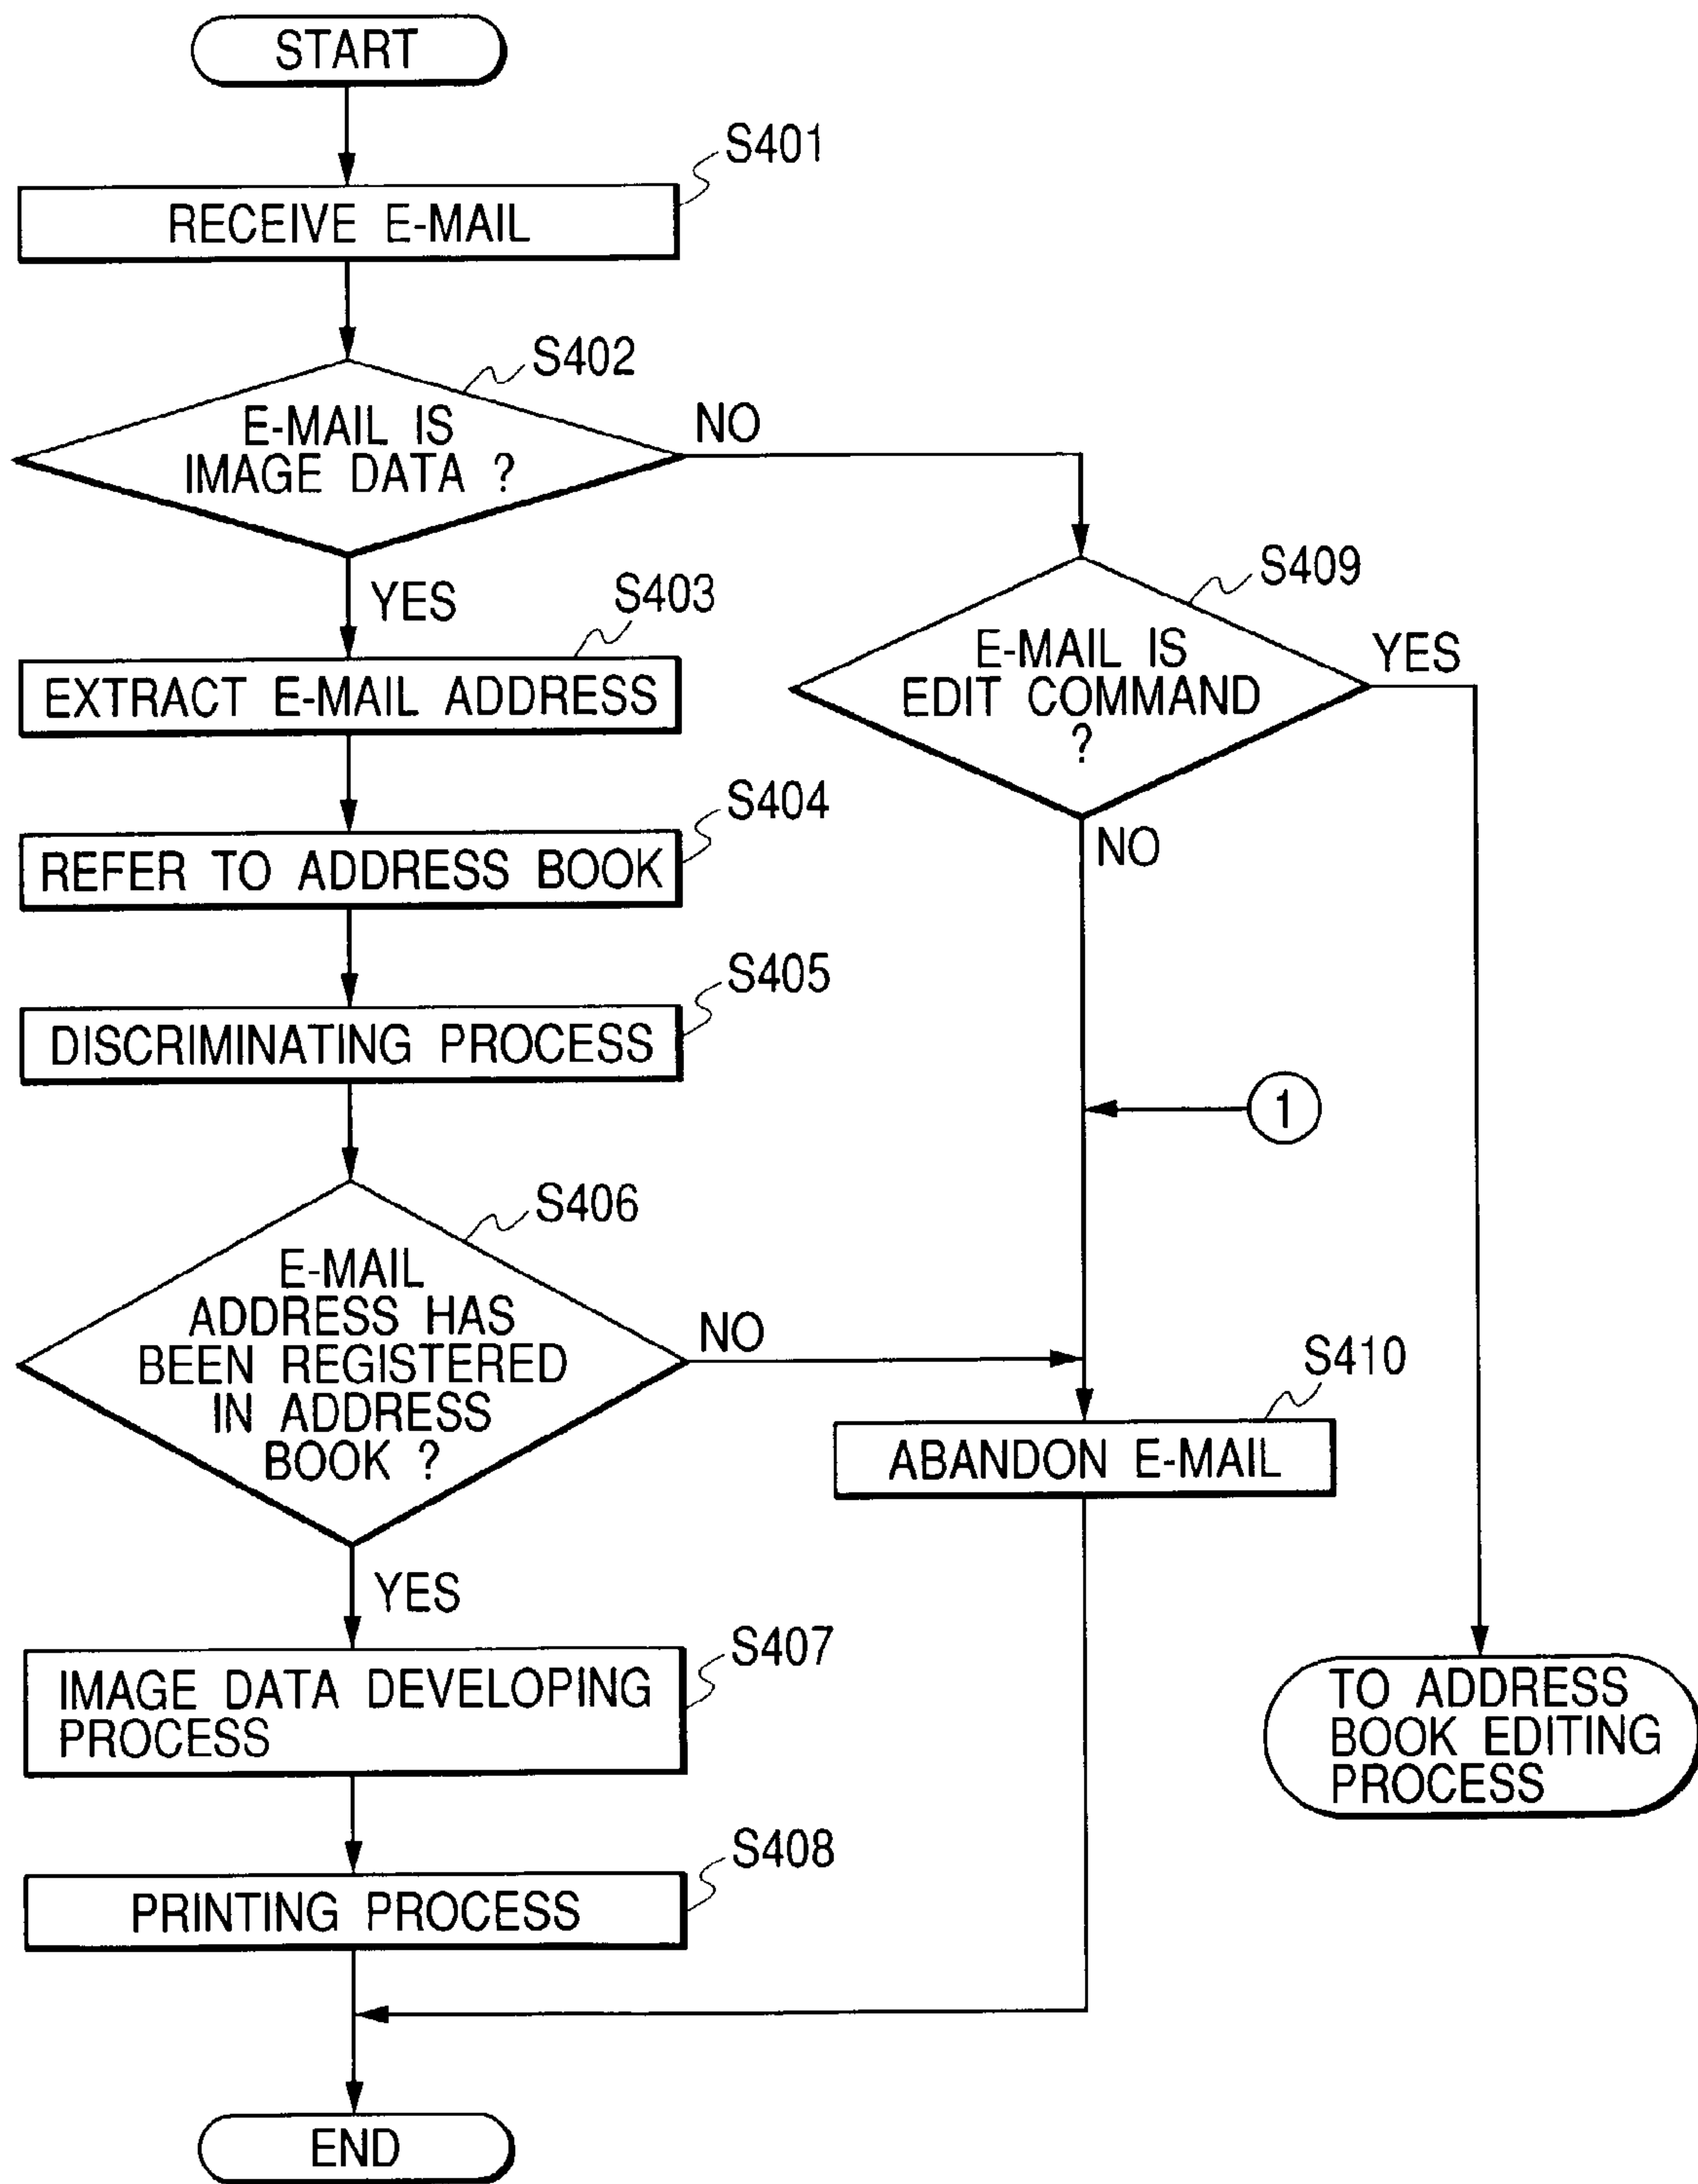 START
S401
RECEIVE E-MAIL
S402
E-MAIL IS
IMAGE DATA ?
NO
YES
S403
EXTRACT E-MAIL ADDRESS
S404
REFER TO ADDRESS BOOK
S405
DISCRIMINATING PROCESS
S406
E-MAIL
ADDRESS HAS
BEEN REGISTERED
IN ADDRESS
BOOK ?
NO
YES
S407
IMAGE DATA DEVELOPING
PROCESS
S408
PRINTING PROCESS
END
S409
E-MAIL IS
EDIT COMMAND
?
YES
NO
1
S410
ABANDON E-MAIL
TO ADDRESS
BOOK EDITING
PROCESS